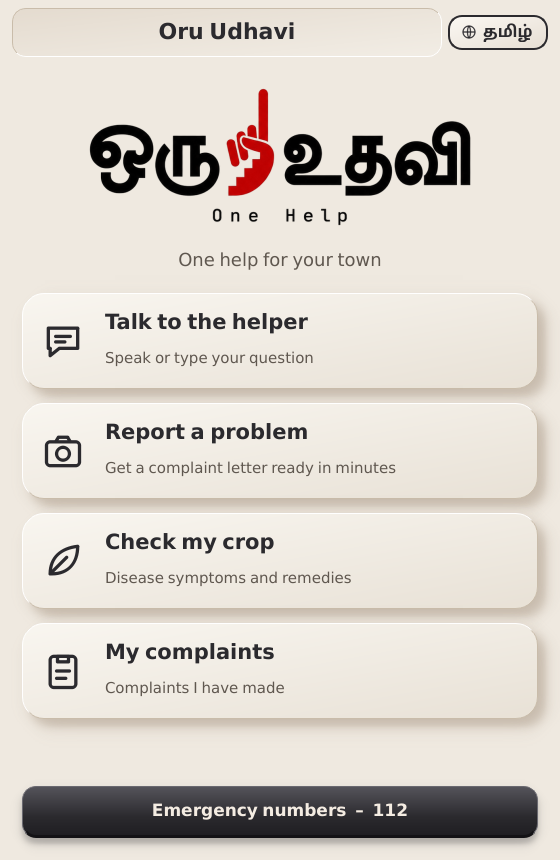 Oru Udhavi
தமிழ்
ஒரு உதவி
One Help
One help for your town
Talk to the helper
Speak or type your question
Report a problem
Get a complaint letter ready in minutes
Check my crop
Disease symptoms and remedies
My complaints
Complaints I have made
Emergency numbers – 112